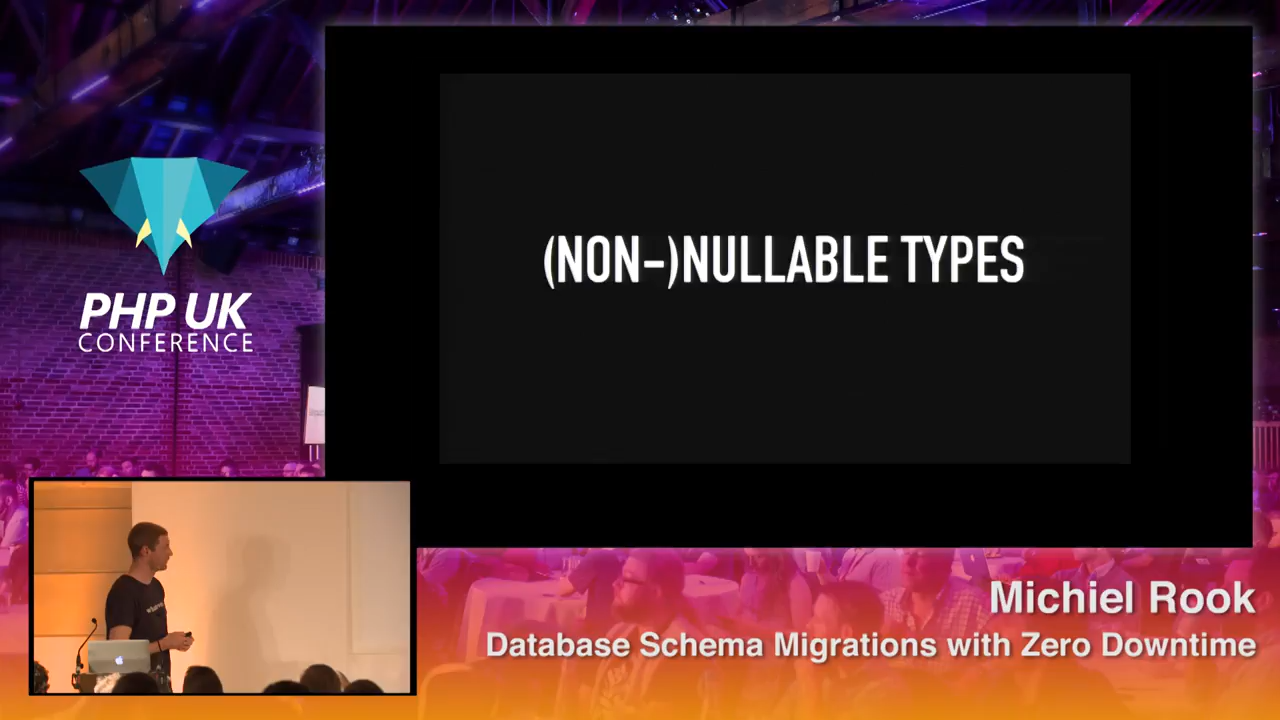 (NON-)NULLABLE TYPES
PHP UK
CONFERENCE
Michiel Rook
Database Schema Migrations with Zero Downtime